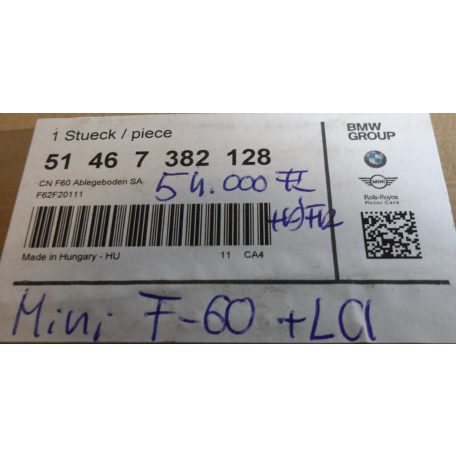 1 Stueck / piece
51 46 7 382 128
CN F60 Ablegeboden SA
54.000 Ft
F62F20111
Made in Hungary - HU 11 CA4
BMW
GROUP
MINI
Rolls-Royce
Motor Cars
Mini F-60 +LCI